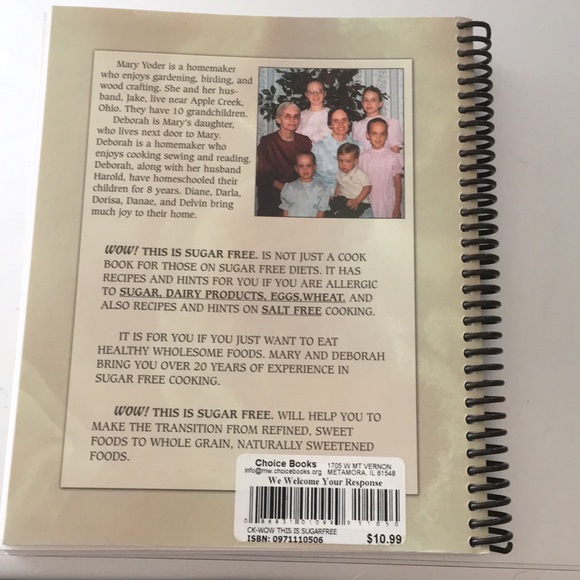 Mary Yoder is a homemaker
who enjoys gardening, birding, and
wood crafting. She and her hus-
band, Jake, live near Apple Creek,
Ohio. They have 10 grandchildren.
Deborah is Mary's daughter,
who lives next door to Mary.
Deborah is a homemaker who
enjoys cooking sewing and reading.
Deborah, along with her husband
Harold, have homeschooled their
children for 8 years. Diane, Darla,
Dorisa, Danae, and Delvin bring
much joy to their home.
WOW! THIS IS SUGAR FREE. IS NOT JUST A COOK
BOOK FOR THOSE ON SUGAR FREE DIETS. IT HAS
RECIPES AND HINTS FOR YOU IF YOU ARE ALLERGIC
TO SUGAR, DAIRY PRODUCTS, EGGS,WHEAT, AND
ALSO RECIPES AND HINTS ON SALT FREE COOKING.
IT IS FOR YOU IF YOU JUST WANT TO EAT
HEALTHY WHOLESOME FOODS. MARY AND DEBORAH
BRING YOU OVER 20 YEARS OF EXPERIENCE IN
SUGAR FREE COOKING.
WOW! THIS IS SUGAR FREE. WILL HELP YOU TO
MAKE THE TRANSITION FROM REFINED, SWEET
FOODS TO WHOLE GRAIN, NATURALLY SWEETENED
FOODS.
Choice Books 1705 W MT VERNON
info@mw.choicebooks.org METAMORA, IL 61548
We Welcome Your Response
CK-WOW THIS IS SUGARFREE
ISBN: 0971110506 $10.99